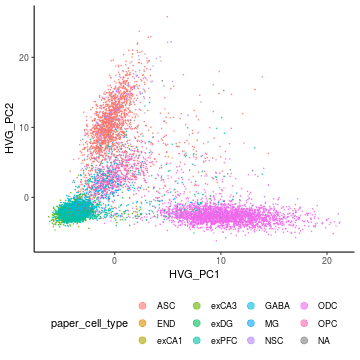 HVG_PC2
20
10
0
0
10
20
HVG_PC1
paper_cell_type
ASC
exCA3
GABA
ODC
END
exDG
MG
OPC
exCA1
exPFC
NSC
NA